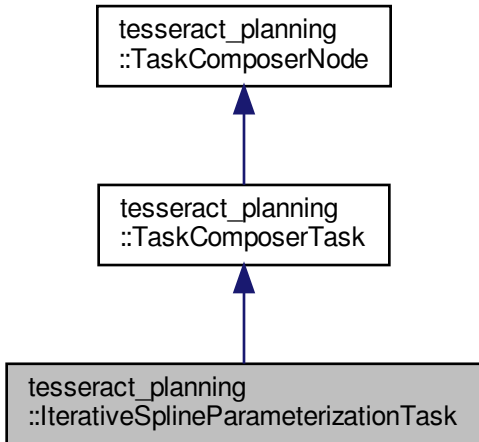 tesseract_planning
::TaskComposerNode
tesseract_planning
::TaskComposerTask
tesseract_planning
::IterativeSplineParameterizationTask